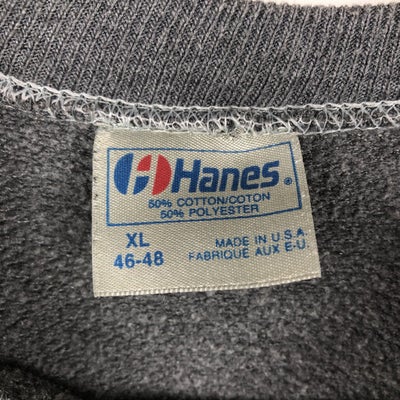 Hanes®
50% COTTON/COTON
50% POLYESTER
XL
46-48
MADE IN U.S.A.
FABRIQUE AUX E.-U.